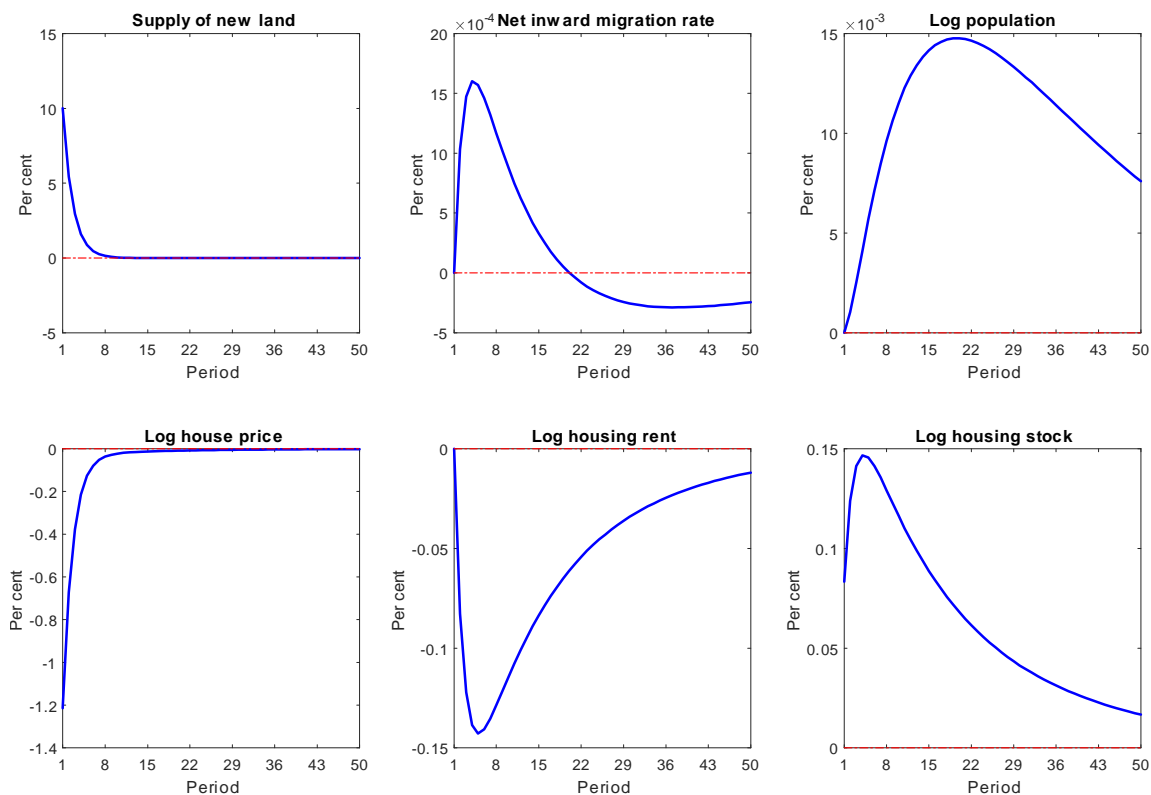 Supply of new land
Per cent
15
10
5
0
-5
1 8 15 22 29 36 43 50
Period
Net inward migration rate
×10⁻⁴
Per cent
20
15
10
5
0
-5
1 8 15 22 29 36 43 50
Period
Log population
×10⁻³
Per cent
15
10
5
0
1 8 15 22 29 36 43 50
Period
Log house price
Per cent
0
-0.2
-0.4
-0.6
-0.8
-1
-1.2
-1.4
1 8 15 22 29 36 43 50
Period
Log housing rent
Per cent
0
-0.05
-0.1
-0.15
1 8 15 22 29 36 43 50
Period
Log housing stock
Per cent
0.15
0.1
0.05
0
1 8 15 22 29 36 43 50
Period